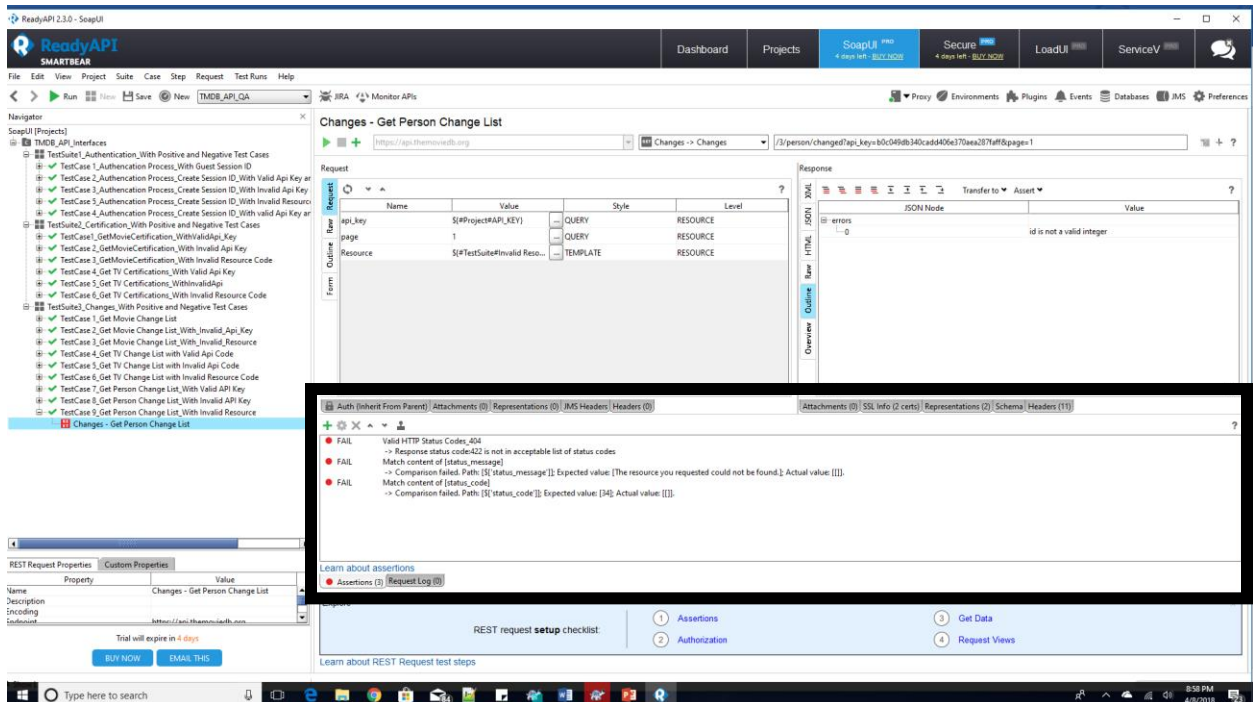 ReadyAPI 2.3.0 - SoapUI
ReadyAPI
SMARTBEAR
Dashboard
Projects
SoapUI PRO
4 days left - BUY NOW
Secure PRO
4 days left - BUY NOW
LoadUI
ServiceV
File Edit View Project Suite Case Step Request Test Runs Help
Run New Save New TMDB_API_QA JIRA Monitor APIs Proxy Environments Plugins Events Databases JMS Preferences
Navigator
SoapUI [Projects]
TMDB_API_Interfaces
TestSuite1_Authentication_With Positive and Negative Test Cases
TestCase 1_Authencation Process_With Guest Session ID
TestCase 2_Authencation Process_Create Session ID_With Valid Api Key ar
TestCase 3_Authencation Process_Create Session ID_With Invalid Api Key
TestCase 5_Authencation Process_Create Session ID_With Invalid Resourc
TestCase 4_Authencation Process_Create Session ID_With valid Api Key ar
TestSuite2_Certification_With Positive and Negative Test Cases
TestCase1_GetMovieCertification_WithValidApi_Key
TestCase 2_GetMovieCertification_With Invalid Api Key
TestCase 3_GetMovieCertification_With Invalid Resource Code
TestCase 4_Get TV Certifications_With Valid Api Key
TestCase 5_Get TV Certifications_WithInvalidApi
TestCase 6_Get TV Certifications_With Invalid Resource Code
TestSuite3_Changes_With Positive and Negative Test Cases
TestCase 1_Get Movie Change List
TestCase 2_Get Movie Change List_With_Invalid_Api_Key
TestCase 3_Get Movie Change List_With_Invalid_Resource
TestCase 4_Get TV Change List with Valid Api Code
TestCase 5_Get TV Change List with Invalid Api Code
TestCase 6_Get TV Change List with Invalid Resource Code
TestCase 7_Get Person Change List_With Valid API Key
TestCase 8_Get Person Change List_With Invalid API Key
TestCase 9_Get Person Change List_With Invalid Resource
Changes - Get Person Change List
REST Request Properties Custom Properties
Property Value
Name Changes - Get Person Change List
Description
Encoding
Endpoint https://api.themoviedb.org
Trial will expire in 4 days
BUY NOW EMAIL THIS
Changes - Get Person Change List
https://api.themoviedb.org Changes -> Changes /3/person/changed?api_key=b0c049db340cadd406e370aea287faff&page=1
Request
Request
Raw
Outline
Form
Name Value Style Level
api_key ${#Project#API_KEY} ... QUERY RESOURCE
page 1 ... QUERY RESOURCE
Resource ${#TestSuite#Invalid Reso... ... TEMPLATE RESOURCE
Response
XML
JSON
HTML
Raw
Outline
Overview
Transfer to Assert
JSON Node Value
errors
0 id is not a valid integer
Auth (Inherit From Parent) Attachments (0) Representations (0) JMS Headers Headers (0)
Attachments (0) SSL Info (2 certs) Representations (2) Schema Headers (11)
FAIL Valid HTTP Status Codes_404
-> Response status code:422 is not in acceptable list of status codes
FAIL Match content of [status_message]
-> Comparison failed. Path: [$['status_message']]; Expected value: [The resource you requested could not be found.]; Actual value: [[]].
FAIL Match content of [status_code]
-> Comparison failed. Path: [$['status_code']]; Expected value: [34]; Actual value: [[]].
Learn about assertions
Assertions (3) Request Log (0)
REST request setup checklist:
1 Assertions
2 Authorization
3 Get Data
4 Request Views
Learn about REST Request test steps
Type here to search
8:58 PM
4/8/2018